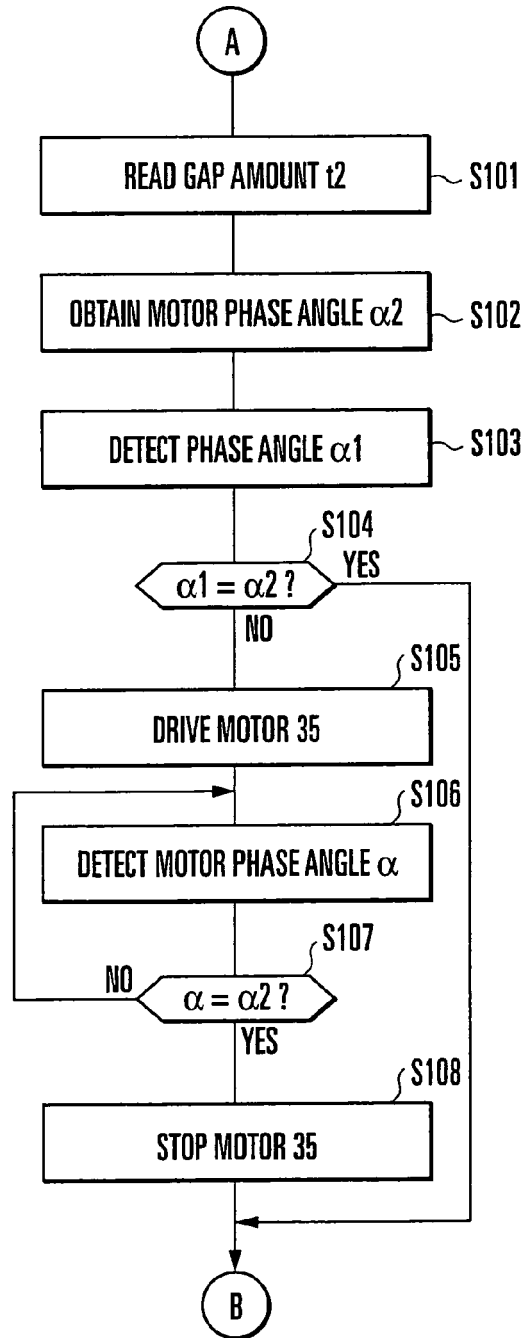 A
READ GAP AMOUNT t2
S101
OBTAIN MOTOR PHASE ANGLE α2
S102
DETECT PHASE ANGLE α1
S103
S104
α1 = α2 ?
YES
NO
S105
DRIVE MOTOR 35
S106
DETECT MOTOR PHASE ANGLE α
S107
NO
α = α2 ?
YES
S108
STOP MOTOR 35
B